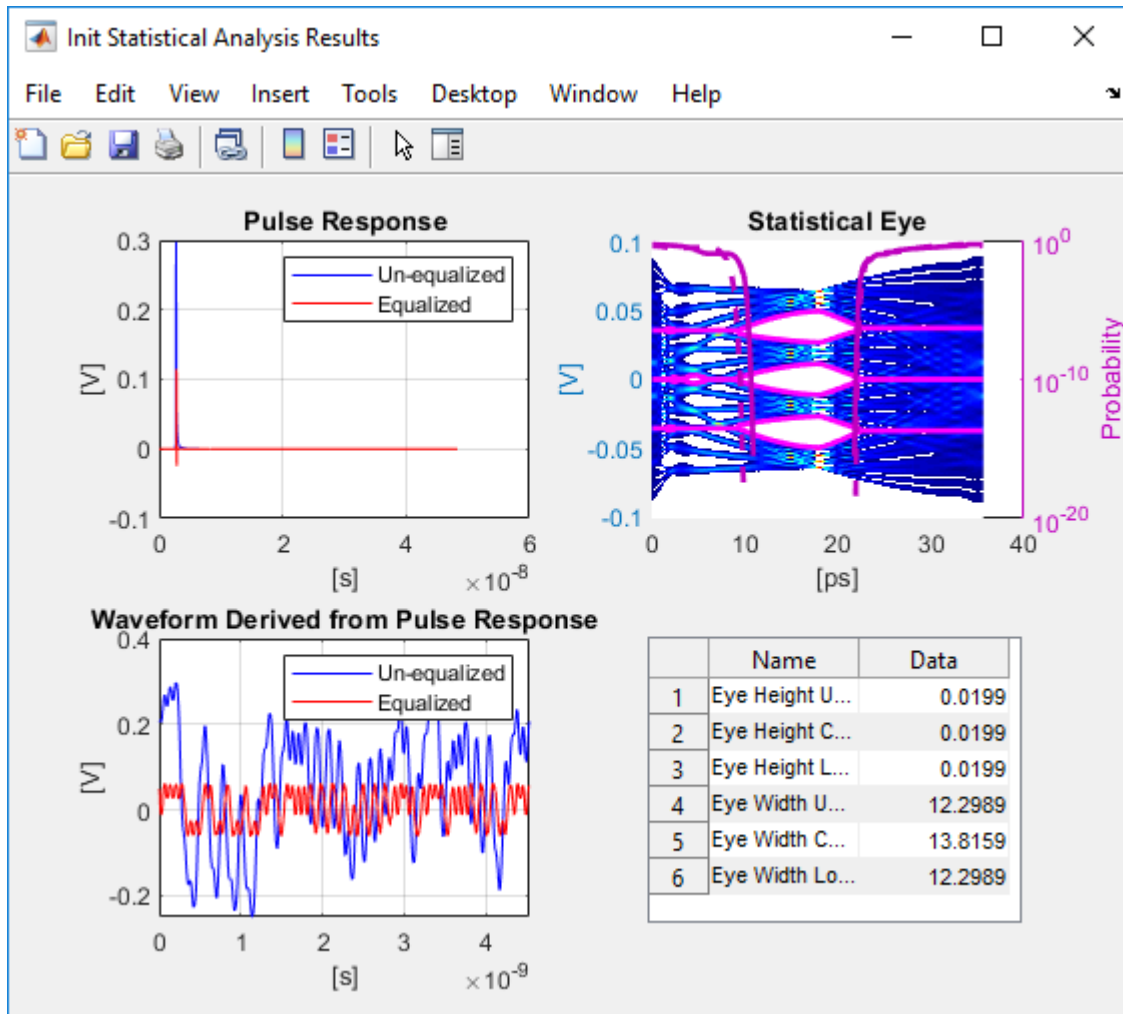 Init Statistical Analysis Results
File Edit View Insert Tools Desktop Window Help
Pulse Response
0.3
0.2
0.1
0
-0.1
[V]
Un-equalized
Equalized
0 2 4 6
[s]
×10⁻⁸
Statistical Eye
0.1
0.05
0
-0.05
-0.1
[V]
10⁰
10⁻¹⁰
10⁻²⁰
Probability
0 10 20 30 40
[ps]
Waveform Derived from Pulse Response
0.4
0.2
0
-0.2
[V]
Un-equalized
Equalized
0 1 2 3 4
[s]
×10⁻⁹
Name Data
1 Eye Height U... 0.0199
2 Eye Height C... 0.0199
3 Eye Height L... 0.0199
4 Eye Width U... 12.2989
5 Eye Width C... 13.8159
6 Eye Width Lo... 12.2989